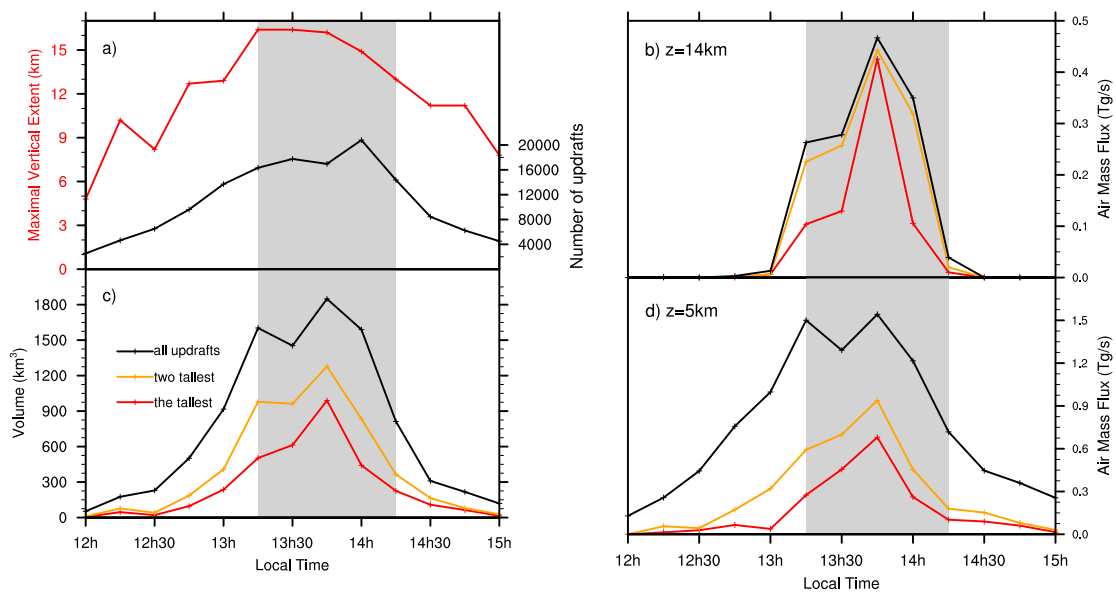 a)
15
12
9
6
3
0
Maximal Vertical Extent (km)
20000
16000
12000
8000
4000
Number of updrafts
b) z=14km
0.5
0.4
0.3
0.2
0.1
0.0
Air Mass Flux (Tg/s)
c)
1800
1500
1200
900
600
300
0
Volume (km³)
all updrafts
two tallest
the tallest
12h 12h30 13h 13h30 14h 14h30 15h
Local Time
d) z=5km
1.5
1.2
0.9
0.6
0.3
0.0
Air Mass Flux (Tg/s)
12h 12h30 13h 13h30 14h 14h30 15h
Local Time